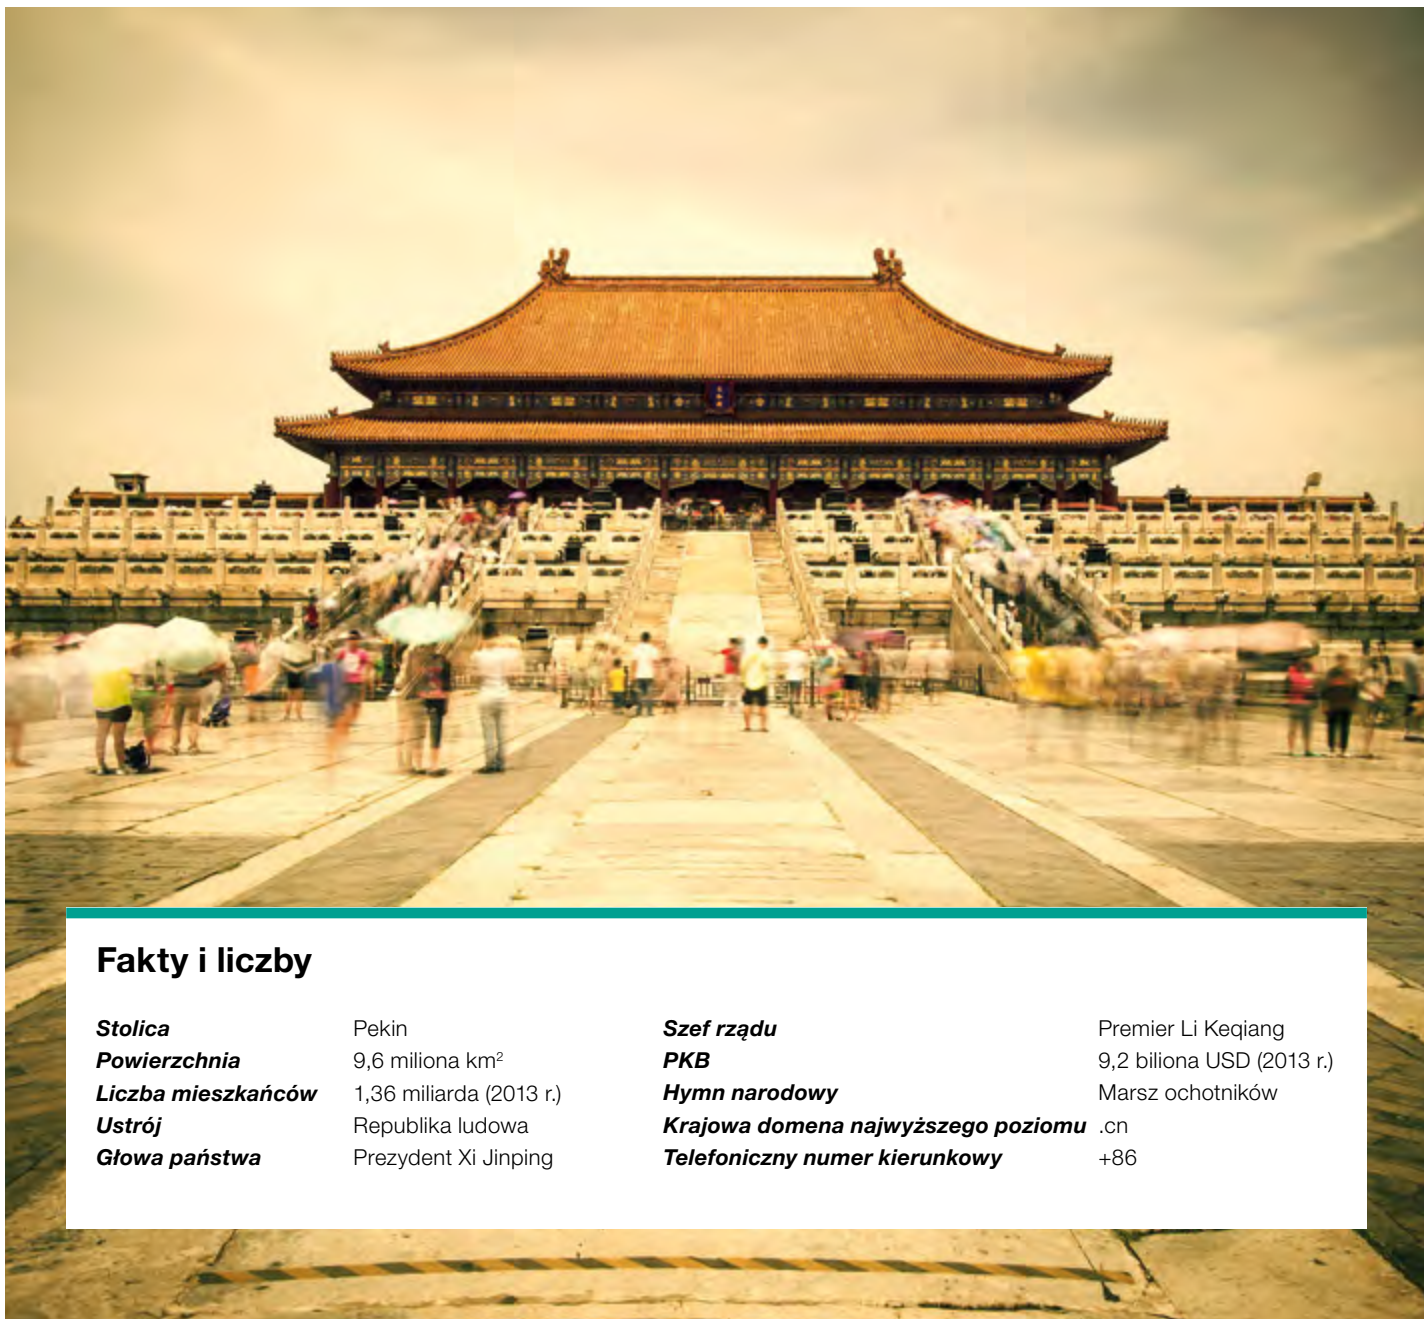 Fakty i liczby
Stolica Pekin
Powierzchnia 9,6 miliona km²
Liczba mieszkańców 1,36 miliarda (2013 r.)
Ustrój Republika ludowa
Głowa państwa Prezydent Xi Jinping
Szef rządu Premier Li Keqiang
PKB 9,2 biliona USD (2013 r.)
Hymn narodowy Marsz ochotników
Krajowa domena najwyższego poziomu .cn
Telefoniczny numer kierunkowy +86